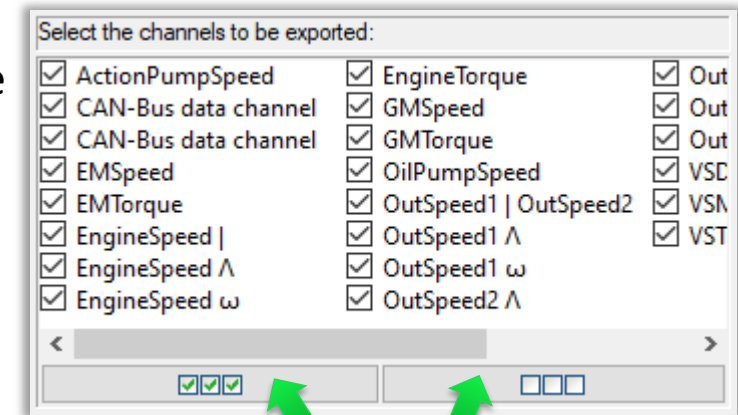 Select the channels to be exported:
e
ActionPumpSpeed
CAN-Bus data channel
CAN-Bus data channel
EMSpeed
EMTorque
EngineSpeed |
EngineSpeed Λ
EngineSpeed ω
EngineTorque
GMSpeed
GMTorque
OilPumpSpeed
OutSpeed1 | OutSpeed2
OutSpeed1 Λ
OutSpeed1 ω
OutSpeed2 Λ
Out
Out
Out
VSD
VSM
VST